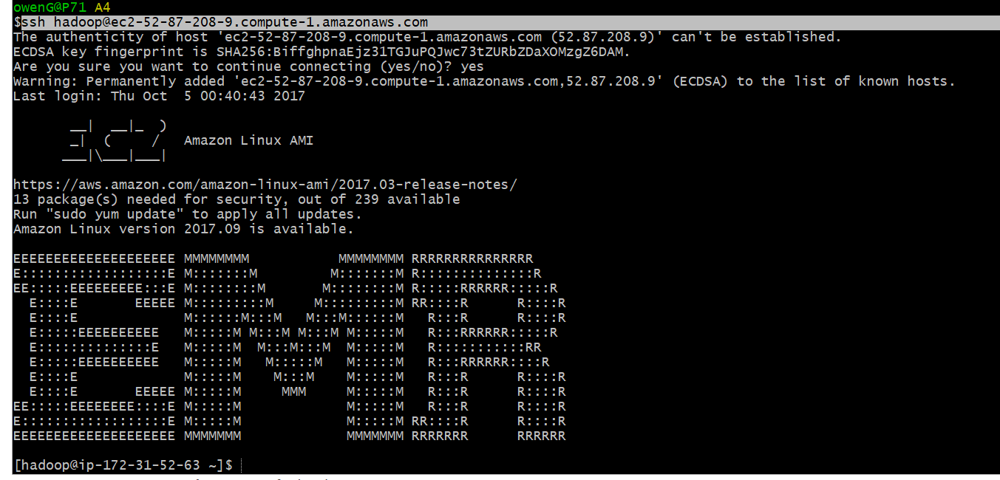 owenG@P71 A4
$ssh hadoop@ec2-52-87-208-9.compute-1.amazonaws.com
The authenticity of host 'ec2-52-87-208-9.compute-1.amazonaws.com (52.87.208.9)' can't be established.
ECDSA key fingerprint is SHA256:BiffghpnaEjz31TGJuPQJwc73tZURbZDaXOMzgZ6DAM.
Are you sure you want to continue connecting (yes/no)? yes
Warning: Permanently added 'ec2-52-87-208-9.compute-1.amazonaws.com,52.87.208.9' (ECDSA) to the list of known hosts.
Last login: Thu Oct  5 00:40:43 2017

       __|  __|_  )
       _|  (     /   Amazon Linux AMI
      ___|\___|___|

https://aws.amazon.com/amazon-linux-ami/2017.03-release-notes/
13 package(s) needed for security, out of 239 available
Run "sudo yum update" to apply all updates.
Amazon Linux version 2017.09 is available.

EEEEEEEEEEEEEEEEEEEE MMMMMMMM           MMMMMMMM RRRRRRRRRRRRRRR
E::::::::::::::::::E M:::::::M         M:::::::M R::::::::::::::R
EE:::::EEEEEEEEE:::E M::::::::M       M::::::::M R:::::RRRRRR:::::R
  E::::E       EEEEE M:::::::::M     M:::::::::M RR::::R      R::::R
  E::::E             M::::::M:::M   M:::M::::::M   R:::R      R::::R
  E:::::EEEEEEEEEE   M:::::M M:::M M:::M M:::::M   R:::RRRRRR:::::R
  E::::::::::::::E   M:::::M  M:::M:::M  M:::::M   R:::::::::::RR
  E:::::EEEEEEEEEE   M:::::M   M:::::M   M:::::M   R:::RRRRRR::::R
  E::::E             M:::::M    M:::M    M:::::M   R:::R      R::::R
  E::::E       EEEEE M:::::M     MMM     M:::::M   R:::R      R::::R
EE:::::EEEEEEEE::::E M:::::M             M:::::M   R:::R      R::::R
E::::::::::::::::::E M:::::M             M:::::M RR::::R      R::::R
EEEEEEEEEEEEEEEEEEEE MMMMMMM             MMMMMMM RRRRRRR      RRRRRR

[hadoop@ip-172-31-52-63 ~]$